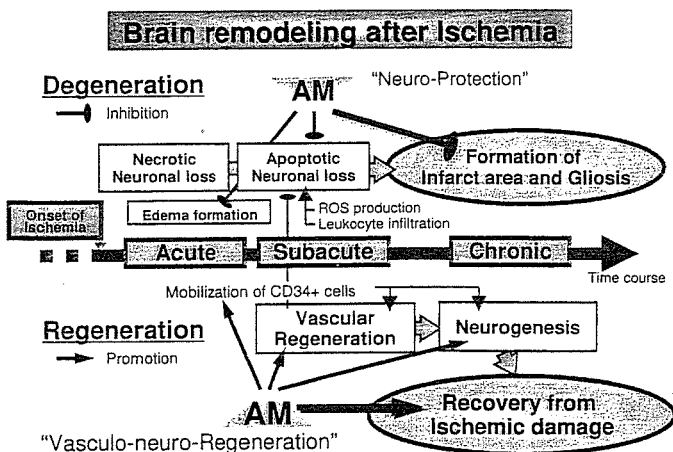 Brain remodeling after Ischemia
Degeneration
Inhibition
AM
"Neuro-Protection"
Necrotic
Neuronal loss
Apoptotic
Neuronal loss
Formation of
Infarct area and Gliosis
Edema formation
ROS production
Leukocyte infiltration
Onset of
Ischemia
Acute
Subacute
Chronic
Time course
Mobilization of CD34+ cells
Regeneration
Promotion
Vascular
Regeneration
Neurogenesis
AM
"Vasculo-neuro-Regeneration"
Recovery from
Ischemic damage